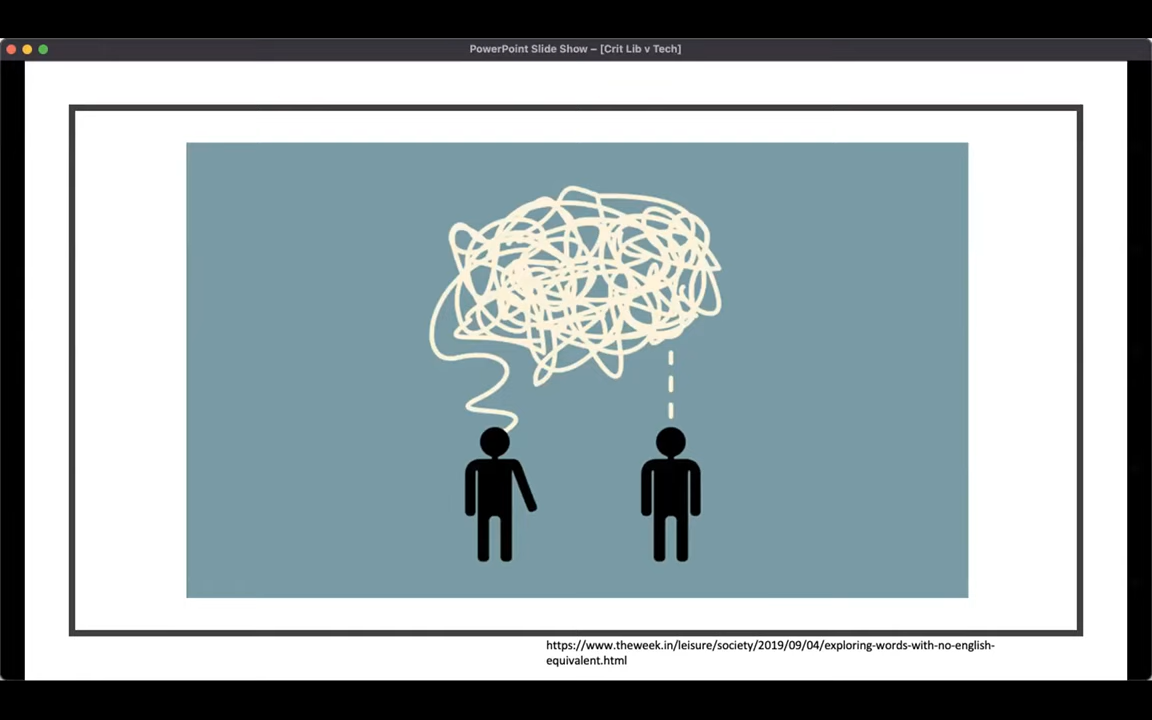 PowerPoint Slide Show – [Crit Lib v Tech]
https://www.theweek.in/leisure/society/2019/09/04/exploring-words-with-no-english-
equivalent.html